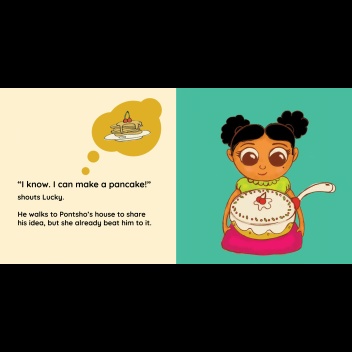 “I know. I can make a pancake!”
shouts Lucky.
He walks to Pontsho’s house to share
his idea, but she already beat him to it.